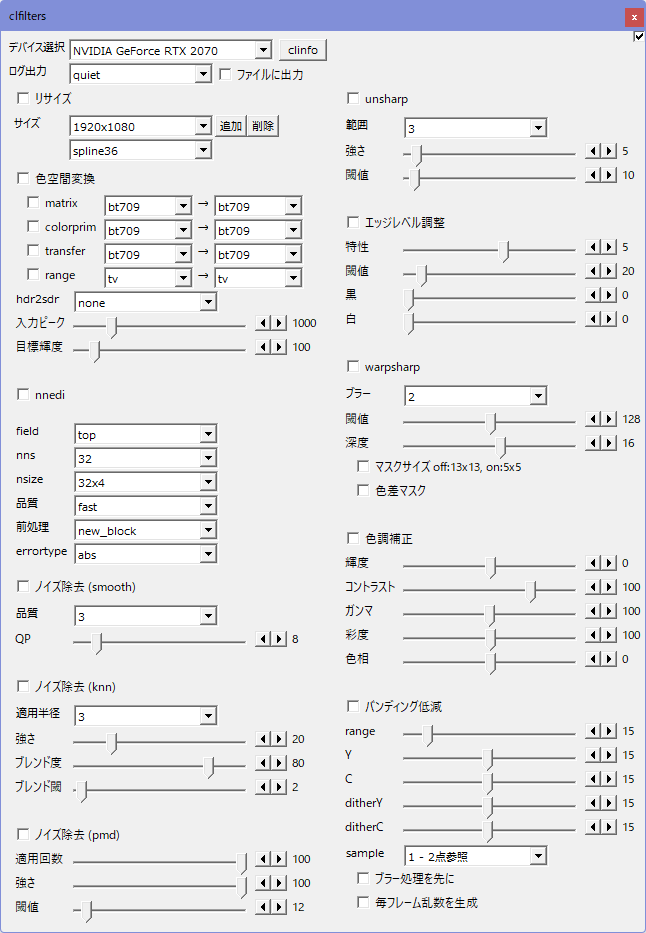 clfilters
デバイス選択 NVIDIA GeForce RTX 2070 clinfo
ログ出力 quiet ファイルに出力
リサイズ
サイズ 1920x1080 追加 削除
spline36
色空間変換
matrix bt709 → bt709
colorprim bt709 → bt709
transfer bt709 → bt709
range tv → tv
hdr2sdr none
入力ピーク 1000
目標輝度 100
nnedi
field top
nns 32
nsize 32x4
品質 fast
前処理 new_block
errortype abs
ノイズ除去 (smooth)
品質 3
QP 8
ノイズ除去 (knn)
適用半径 3
強さ 20
ブレンド度 80
ブレンド閾 2
ノイズ除去 (pmd)
適用回数 100
強さ 100
閾値 12
unsharp
範囲 3
強さ 5
閾値 10
エッジレベル調整
特性 5
閾値 20
黒 0
白 0
warpsharp
ブラー 2
閾値 128
深度 16
マスクサイズ off:13x13, on:5x5
色差マスク
色調補正
輝度 0
コントラスト 100
ガンマ 100
彩度 100
色相 0
バンディング低減
range 15
Y 15
C 15
ditherY 15
ditherC 15
sample 1 - 2点参照
ブラー処理を先に
毎フレーム乱数を生成